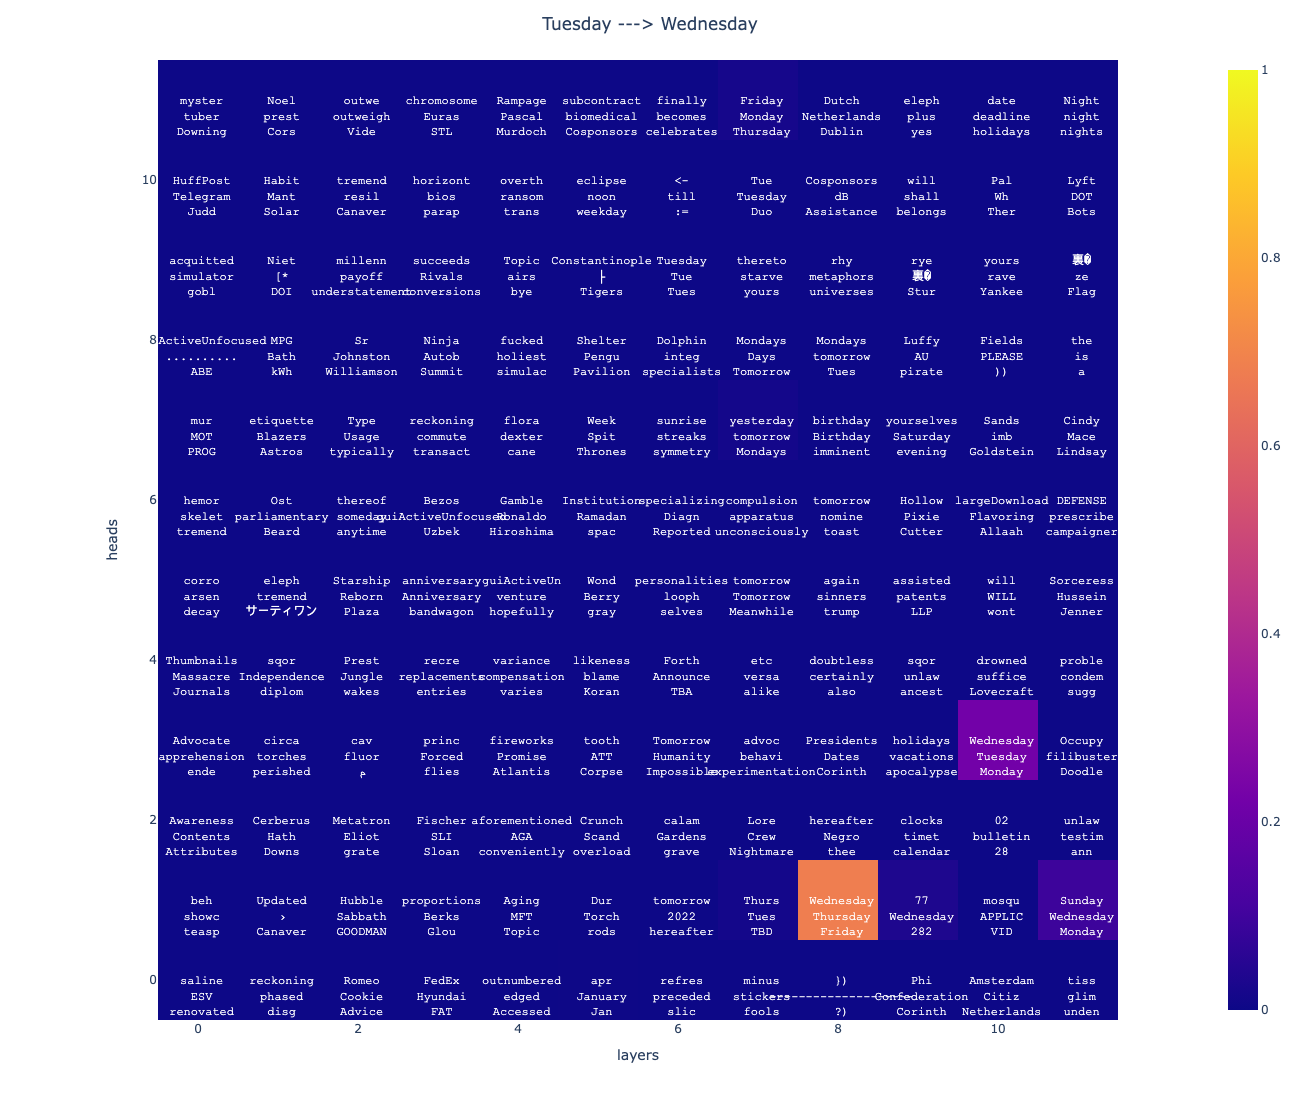 Tuesday ---> Wednesday
myster Noel outwe chromosome Rampage subcontract finally Friday Dutch eleph date Night
tuber prest outweigh Euras Pascal biomedical becomes Monday Netherlands plus deadline night
Downing Cors Vide STL Murdoch Cosponsors celebrates Thursday Dublin yes holidays nights
10 HuffPost Habit tremend horizont overth eclipse <- Tue Cosponsors will Pal Lyft
Telegram Mant resil bios ransom noon till Tuesday dB shall Wh DOT
Judd Solar Canaver parap trans weekday := Duo Assistance belongs Ther Bots
acquitted Niet millenn succeeds Topic Constantinople Tuesday thereto rhy rye yours 裏�
simulator [* payoff Rivals airs ├ Tue starve metaphors 裏� rave ze
gobl DOI understatement conversions bye Tigers Tues yours universes Stur Yankee Flag
8 ActiveUnfocused MPG Sr Ninja fucked Shelter Dolphin Mondays Mondays Luffy Fields the
.......... Bath Johnston Autob holiest Pengu integ Days tomorrow AU PLEASE is
ABE kWh Williamson Summit simulac Pavilion specialists Tomorrow Tues pirate )) a
mur etiquette Type reckoning flora Week sunrise yesterday birthday yourselves Sands Cindy
MOT Blazers Usage commute dexter Spit streaks tomorrow Birthday Saturday imb Mace
PROG Astros typically transact cane Thrones symmetry Mondays imminent evening Goldstein Lindsay
6 hemor Ost thereof Bezos Gamble Institution specializing compulsion tomorrow Hollow largeDownload DEFENSE
skelet parliamentary someday guiActiveUnfocused Ronaldo Ramadan Diagn apparatus nomine Pixie Flavoring prescribe
tremend Beard anytime Uzbek Hiroshima spac Reported unconsciously toast Cutter Allaah campaigner
corro eleph Starship anniversary guiActiveUn Wond personalities tomorrow again assisted will Sorceress
arsen tremend Reborn Anniversary venture Berry looph Tomorrow sinners patents WILL Hussein
decay サーティワン Plaza bandwagon hopefully gray selves Meanwhile trump LLP wont Jenner
4 Thumbnails sqor Prest recre variance likeness Forth etc doubtless sqor drowned proble
Massacre Independence Jungle replacements compensation blame Announce versa certainly unlaw suffice condem
Journals diplom wakes entries varies Koran TBA alike also ancest Lovecraft sugg
Advocate circa cav princ fireworks tooth Tomorrow advoc Presidents holidays Wednesday Occupy
apprehension torches fluor Forced Promise ATT Humanity behavi Dates vacations Tuesday filibuster
ende perished flies Atlantis Corpse Impossible experimentation Corinth apocalypse Monday Doodle
2 Awareness Cerberus Metatron Fischer aforementioned Crunch calam Lore hereafter clocks 02 unlaw
Contents Hath Eliot SLI AGA Scand Gardens Crew Negro timet bulletin testim
Attributes Downs grate Sloan conveniently overload grave Nightmare thee calendar 28 ann
beh Updated Hubble proportions Aging Dur tomorrow Thurs Wednesday 77 mosqu Sunday
showc › Sabbath Berks MFT Torch 2022 Tues Thursday Wednesday APPLIC Wednesday
teasp Canaver GOODMAN Glou Topic rods hereafter TBD Friday 282 VID Monday
0 saline reckoning Romeo FedEx outnumbered apr refres minus )) Phi Amsterdam tiss
ESV phased Cookie Hyundai edged January preceded stickers -------------------- Confederation Citiz glim
renovated disg Advice FAT Accessed Jan slic fools ?) Corinth Netherlands unden
0 2 4 6 8 10
layers
heads
1
0.8
0.6
0.4
0.2
0